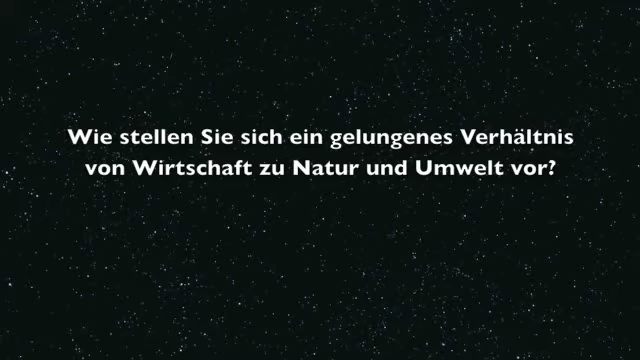 Wie stellen Sie sich ein gelungenes Verhältnis
von Wirtschaft zu Natur und Umwelt vor?